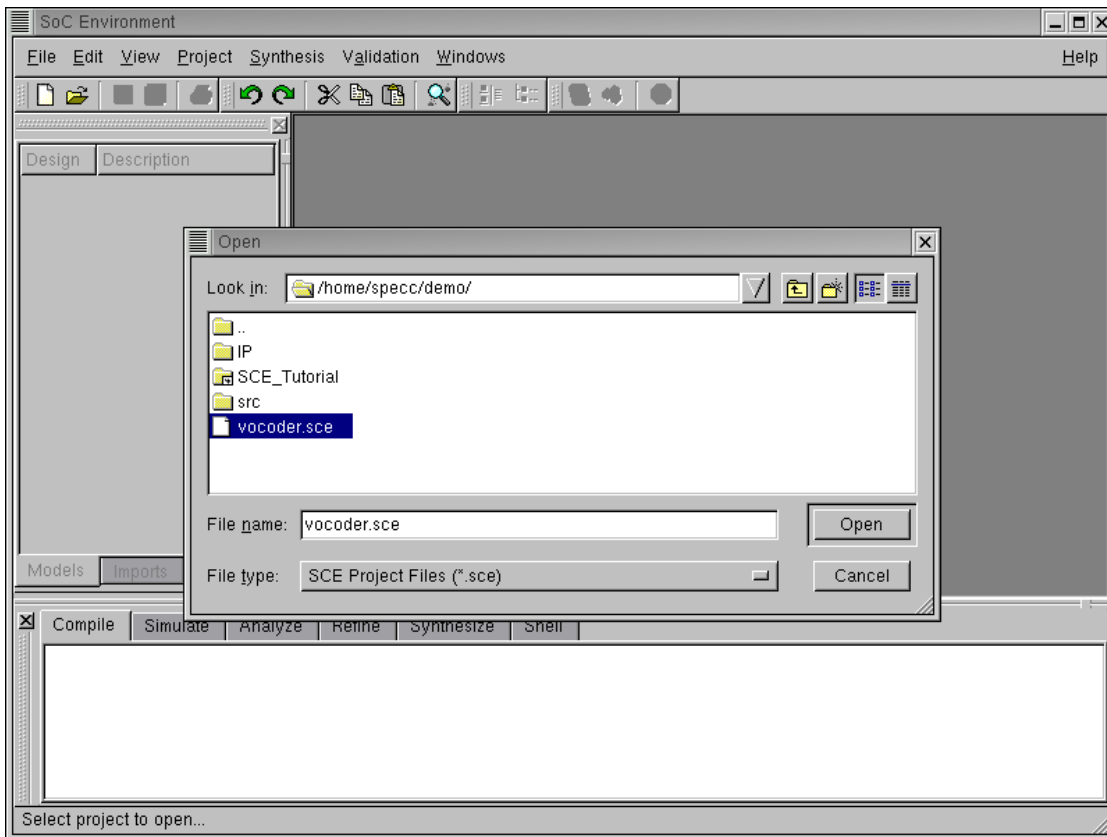 SoC Environment
File Edit View Project Synthesis Validation Windows Help
Design Description
Open
Look in: /home/specc/demo/
..
IP
SCE_Tutorial
src
vocoder.sce
File name: vocoder.sce Open
File type: SCE Project Files (*.sce) Cancel
Models Imports
Compile Simulate Analyze Refine Synthesize Shell
Select project to open...